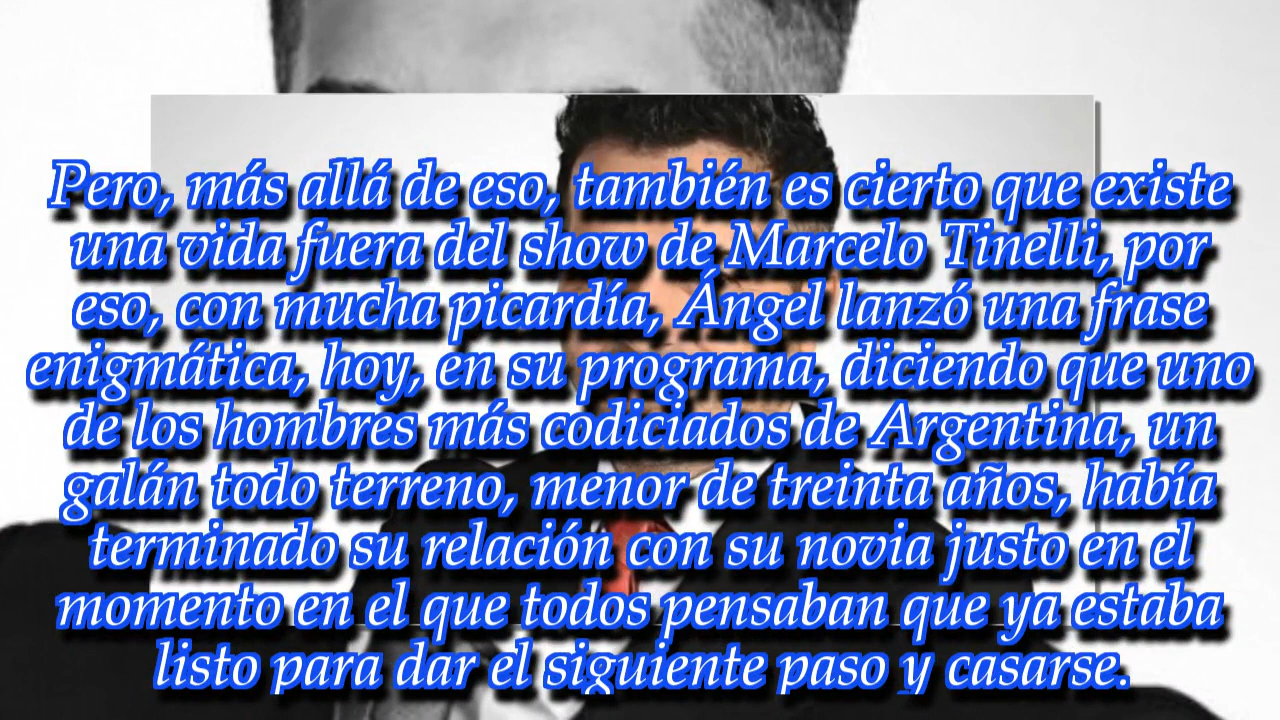 Pero, más allá de eso, también es cierto que existe
una vida fuera del show de Marcelo Tinelli, por
eso, con mucha picardía, Ángel lanzó una frase
enigmática, hoy, en su programa, diciendo que uno
de los hombres más codiciados de Argentina, un
galán todo terreno, menor de treinta años, había
terminado su relación con su novia justo en el
momento en el que todos pensaban que ya estaba
listo para dar el siguiente paso y casarse.